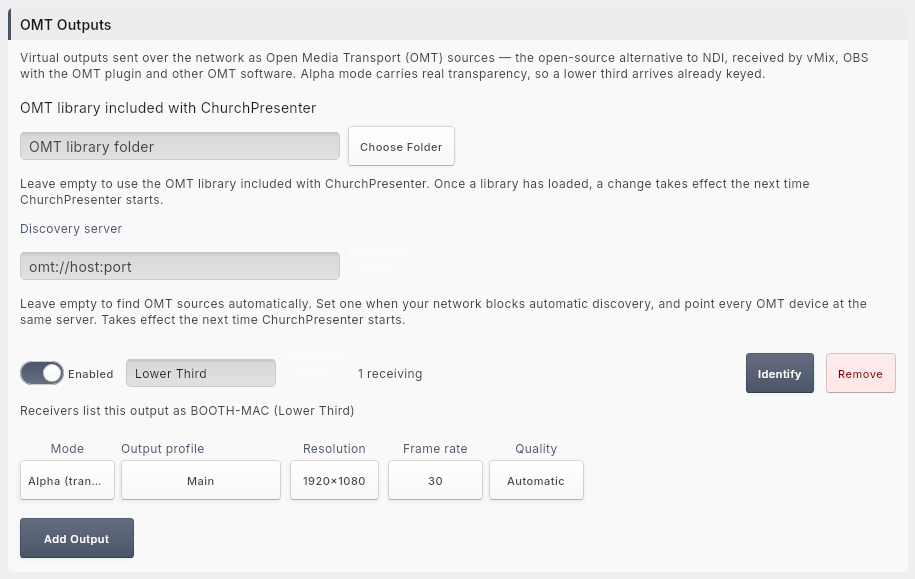 OMT Outputs
Virtual outputs sent over the network as Open Media Transport (OMT) sources — the open-source alternative to NDI, received by vMix, OBS
with the OMT plugin and other OMT software. Alpha mode carries real transparency, so a lower third arrives already keyed.
OMT library included with ChurchPresenter
OMT library folder Choose Folder
Leave empty to use the OMT library included with ChurchPresenter. Once a library has loaded, a change takes effect the next time
ChurchPresenter starts.
Discovery server
omt://host:port
Leave empty to find OMT sources automatically. Set one when your network blocks automatic discovery, and point every OMT device at the
same server. Takes effect the next time ChurchPresenter starts.
Enabled Lower Third 1 receiving Identify Remove
Receivers list this output as BOOTH-MAC (Lower Third)
Mode Output profile Resolution Frame rate Quality
Alpha (tran... Main 1920×1080 30 Automatic
Add Output